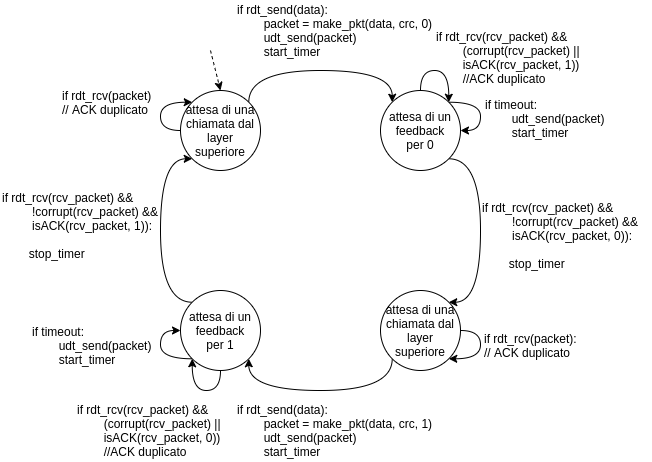 if rdt_send(data):
packet = make_pkt(data, crc, 0)
udt_send(packet)
start_timer
if rdt_rcv(rcv_packet) &&
(corrupt(rcv_packet) ||
isACK(rcv_packet, 1))
//ACK duplicato
if rdt_rcv(packet)
// ACK duplicato
attesa di una
chiamata dal
layer
superiore
attesa di un
feedback
per 0
if timeout:
udt_send(packet)
start_timer
if rdt_rcv(rcv_packet) &&
!corrupt(rcv_packet) &&
isACK(rcv_packet, 1)):
stop_timer
if rdt_rcv(rcv_packet) &&
!corrupt(rcv_packet) &&
isACK(rcv_packet, 0)):
stop_timer
if timeout:
udt_send(packet)
start_timer
attesa di un
feedback
per 1
attesa di una
chiamata dal
layer
superiore
if rdt_rcv(packet):
// ACK duplicato
if rdt_rcv(rcv_packet) &&
(corrupt(rcv_packet) ||
isACK(rcv_packet, 0))
//ACK duplicato
if rdt_send(data):
packet = make_pkt(data, crc, 1)
udt_send(packet)
start_timer